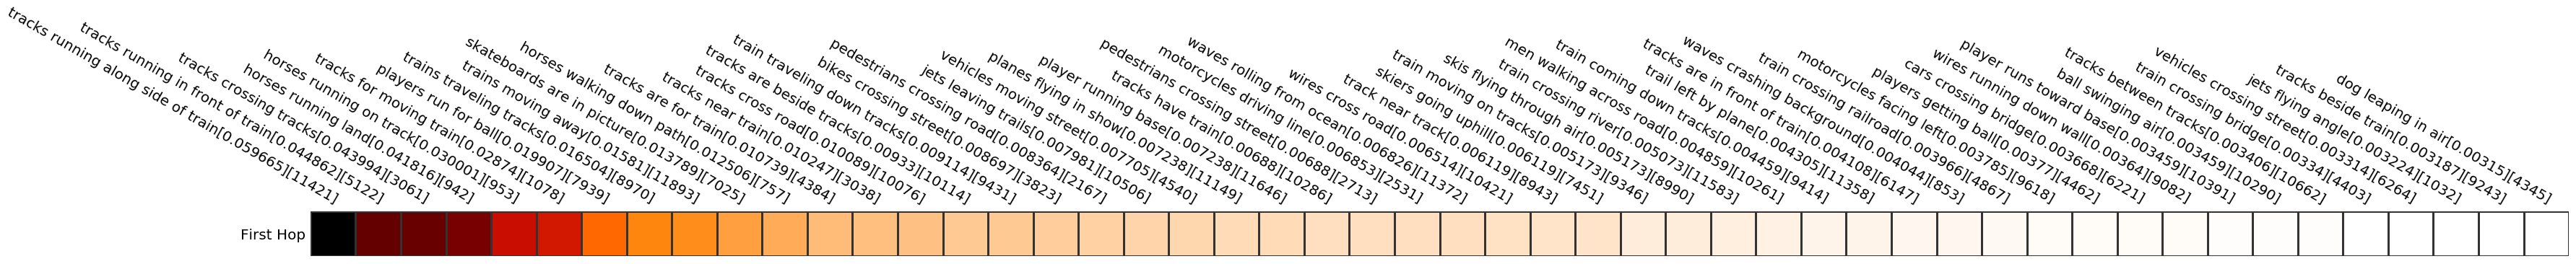 tracks running along side of train[0.059665][11421]
tracks running in front of train[0.044862][5122]
tracks crossing tracks[0.043994][3061]
horses running land[0.041816][942]
horses running on track[0.030001][953]
tracks for moving train[0.02874][1078]
players run for ball[0.019907][7939]
trains traveling tracks[0.016504][8970]
trains moving away[0.01581][11893]
skateboards are in picture[0.013789][7025]
horses walking down path[0.012506][757]
tracks are for train[0.010739][4384]
tracks near train[0.010247][3038]
tracks cross road[0.010089][10076]
tracks are beside tracks[0.00933][10114]
train traveling down tracks[0.009114][9431]
bikes crossing street[0.008697][3823]
pedestrians crossing road[0.008364][2167]
jets leaving trails[0.007981][10506]
vehicles moving street[0.007705][4540]
planes flying in show[0.007238][11149]
player running base[0.007238][11646]
tracks have train[0.00688][10286]
pedestrians crossing street[0.00688][2713]
motorcycles driving line[0.006853][2531]
waves rolling from ocean[0.006826][11372]
wires cross road[0.006514][10421]
track near track[0.006119][8943]
skiers going uphill[0.006119][7451]
train moving on tracks[0.005173][9346]
skis flying through air[0.005173][8990]
train crossing river[0.005073][11583]
men walking across road[0.004859][10261]
train coming down tracks[0.004459][9414]
trail left by plane[0.004305][11358]
tracks are in front of train[0.004108][6147]
waves crashing background[0.004044][853]
train crossing railroad[0.003966][4867]
motorcycles facing left[0.003785][9618]
players getting ball[0.00377][4462]
cars crossing bridge[0.003668][6221]
wires running down wall[0.00364][9082]
player runs toward base[0.003459][10391]
ball swinging air[0.003459][10290]
tracks between tracks[0.003406][10662]
train crossing bridge[0.00334][4403]
vehicles crossing street[0.003314][6264]
jets flying angle[0.003224][1032]
tracks beside train[0.003187][9243]
dog leaping in air[0.00315][4345]
First Hop